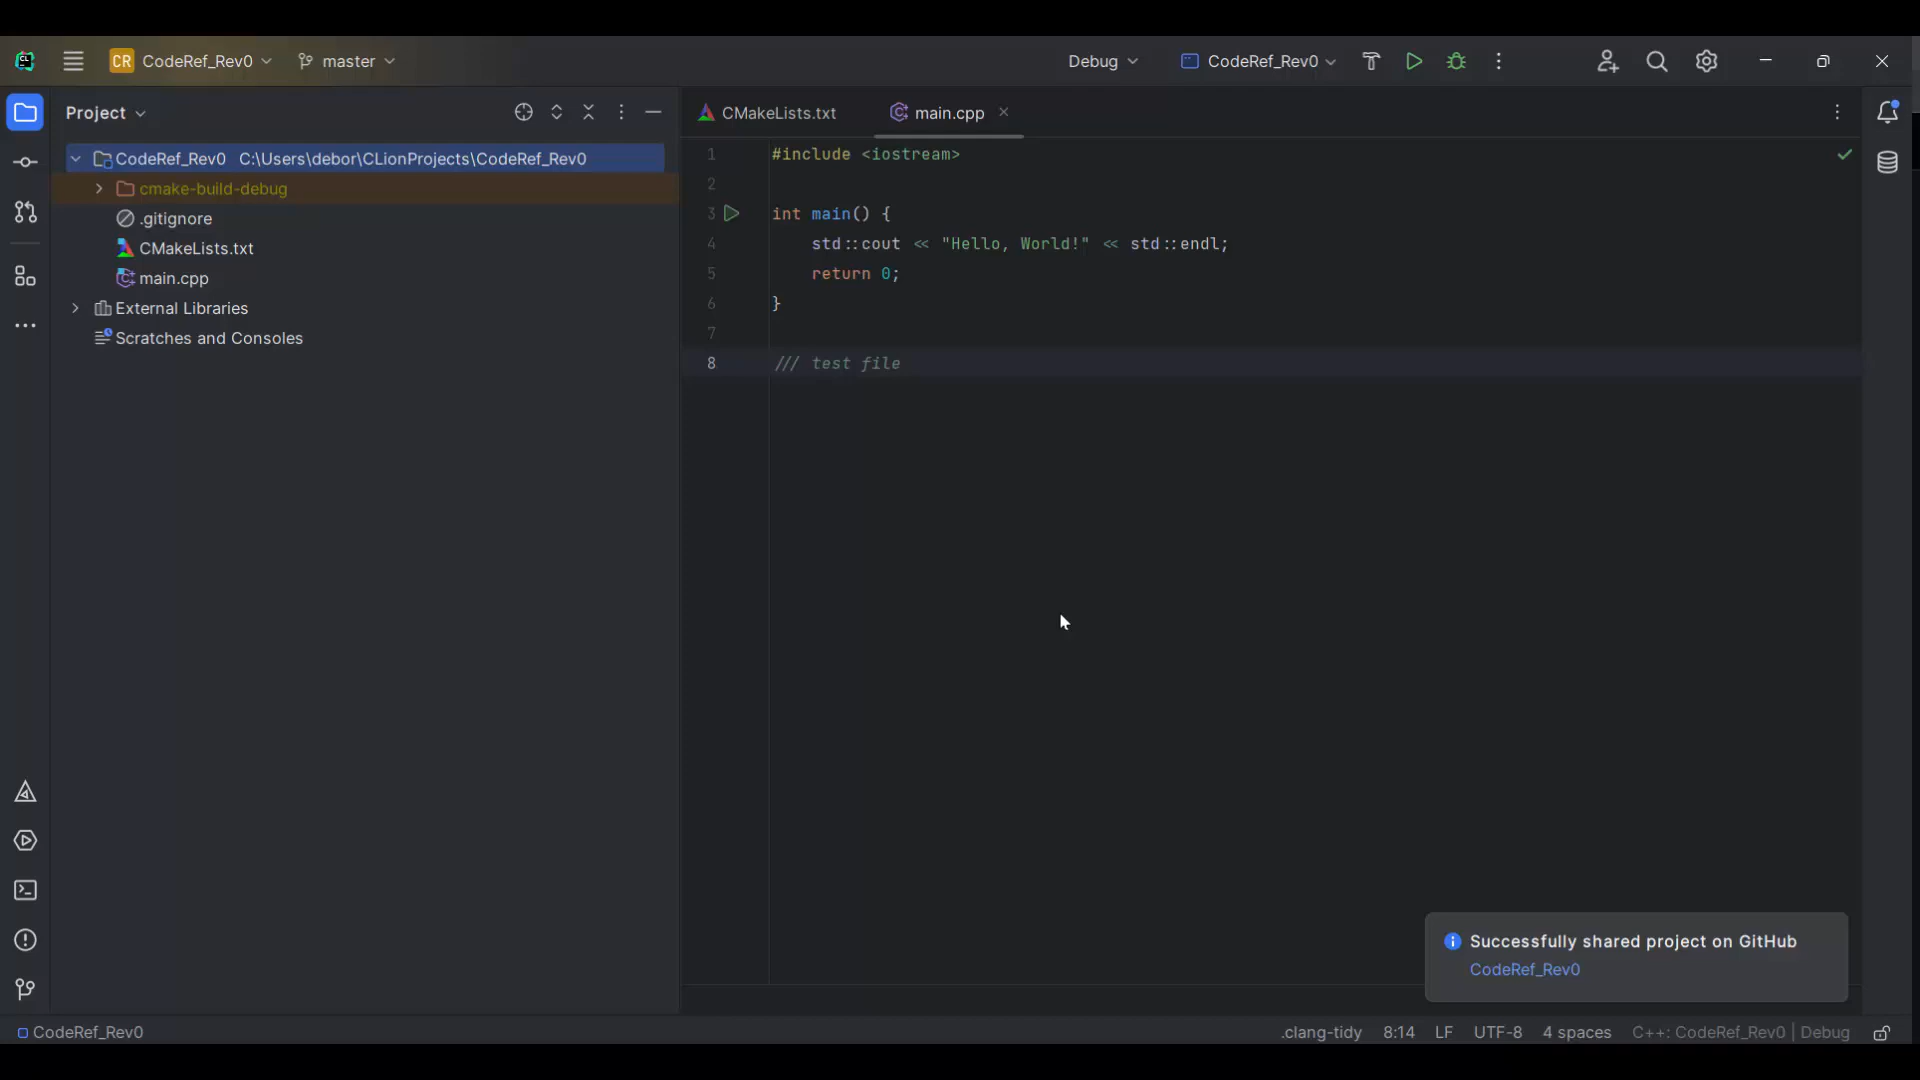 CL
CR CodeRef_Rev0
master
Debug
CodeRef_Rev0
Project
CodeRef_Rev0 C:\Users\debor\CLionProjects\CodeRef_Rev0
cmake-build-debug
.gitignore
CMakeLists.txt
main.cpp
External Libraries
Scratches and Consoles
CMakeLists.txt
main.cpp
1 #include <iostream>
2
3 int main() {
4 std::cout << "Hello, World!" << std::endl;
5 return 0;
6 }
7
8 /// test file
Successfully shared project on GitHub
CodeRef_Rev0
CodeRef_Rev0
.clang-tidy 8:14 LF UTF-8 4 spaces C++: CodeRef_Rev0 | Debug